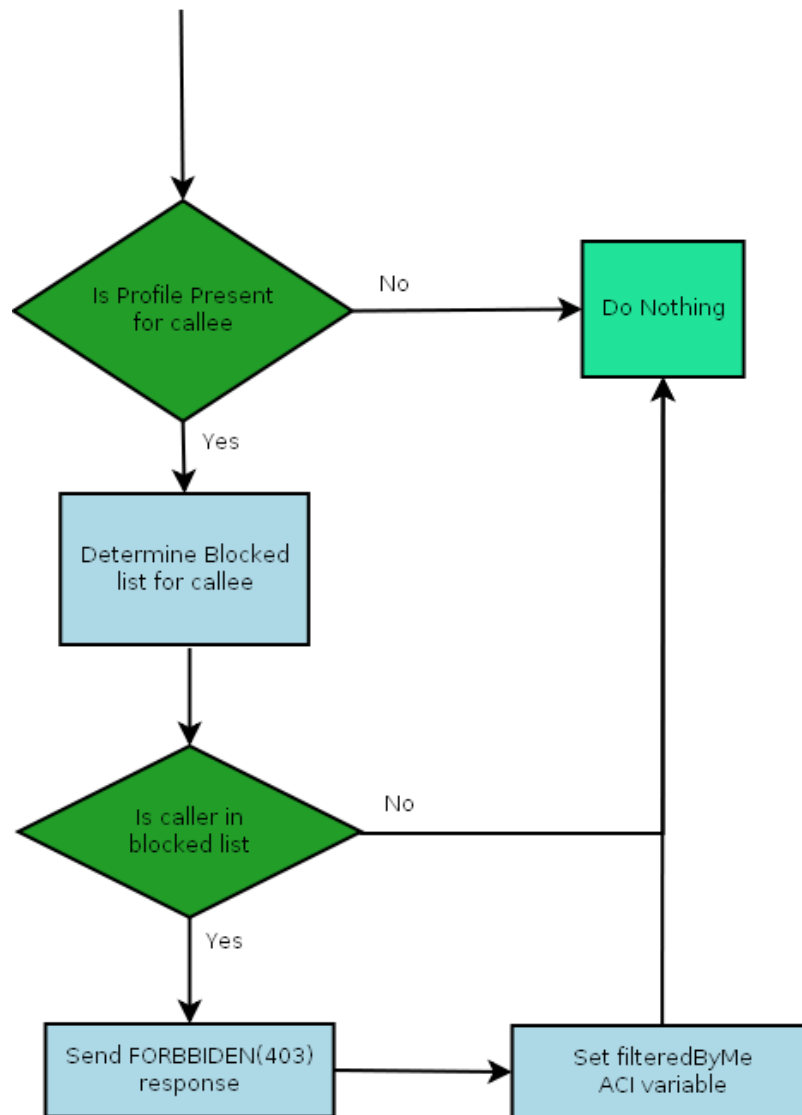 Is Profile Present
for callee
No
Do Nothing
Yes
Determine Blocked
list for callee
Is caller in
blocked list
No
Yes
Send FORBBIDEN(403)
response
Set filteredByMe
ACI variable